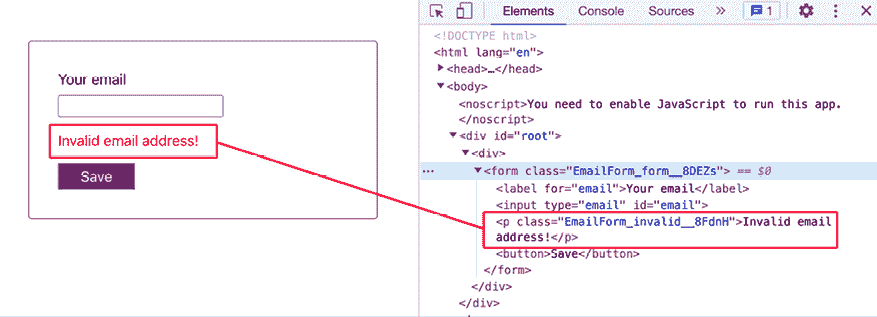 Your email
Invalid email address!
Save
Elements Console Sources » 1
<!DOCTYPE html>
<html lang="en">
<head>…</head>
<body>
<noscript>You need to enable JavaScript to run this app.
</noscript>
<div id="root">
<div>
… <form class="EmailForm_form__8DEZs"> == $0
<label for="email">Your email</label>
<input type="email" id="email">
<p class="EmailForm_invalid__8FdnH">Invalid email
address!</p>
<button>Save</button>
</form>
</div>
</div>